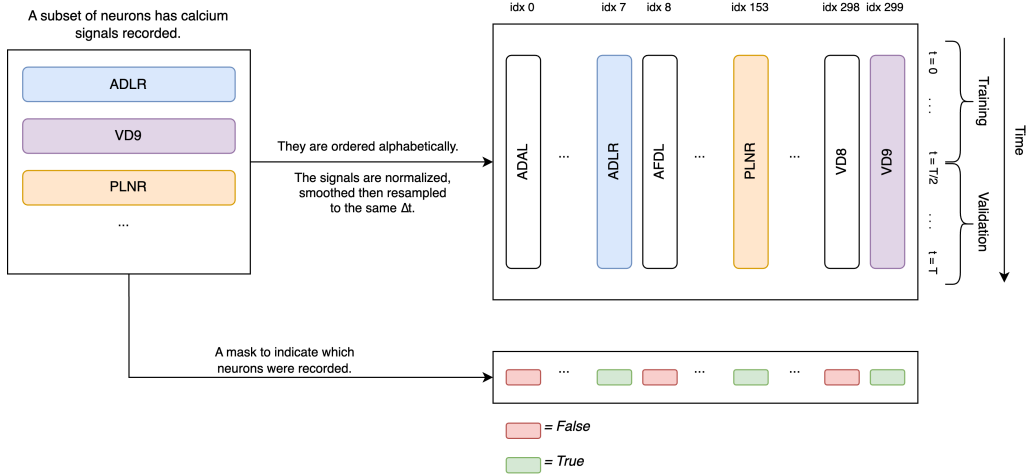 A subset of neurons has calcium
signals recorded.
ADLR
VD9
PLNR
...
They are ordered alphabetically.
The signals are normalized,
smoothed then resampled
to the same Δt.
A mask to indicate which
neurons were recorded.
idx 0
idx 7
idx 8
idx 153
idx 298
idx 299
ADAL
...
ADLR
AFDL
...
PLNR
...
VD8
VD9
t = 0
...
t = T/2
...
t = T
Training
Validation
Time
...
...
...
= False
= True